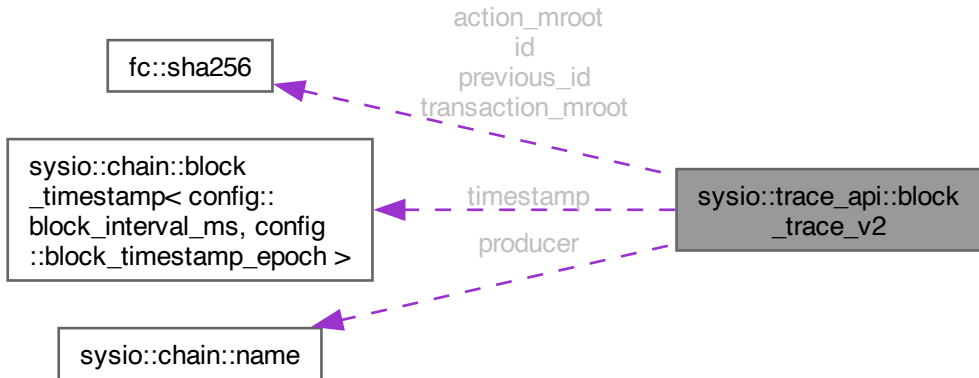 action_mroot
id
previous_id
transaction_mroot
fc::sha256
sysio::chain::block
_timestamp< config::
block_interval_ms, config
::block_timestamp_epoch >
timestamp
producer
sysio::trace_api::block
_trace_v2
sysio::chain::name